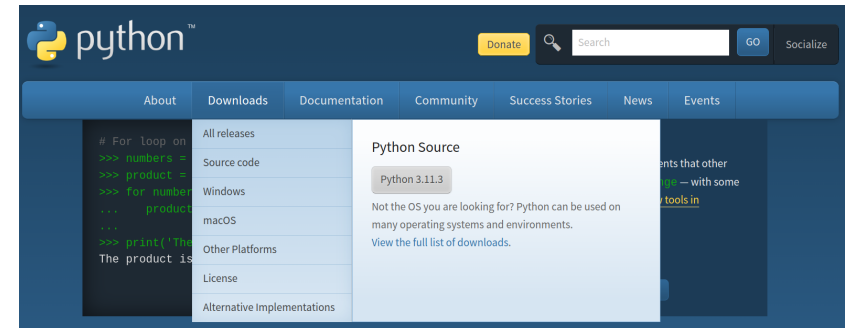 python™
Donate
Search
GO
Socialize
About Downloads Documentation Community Success Stories News Events
# For loop on
>>> numbers =
>>> product =
>>> for number
... product
...
>>> print('The
The product is
All releases
Source code
Windows
macOS
Other Platforms
License
Alternative Implementations
Python Source
Python 3.11.3
Not the OS you are looking for? Python can be used on
many operating systems and environments.
View the full list of downloads.
that other
— with some
tools in